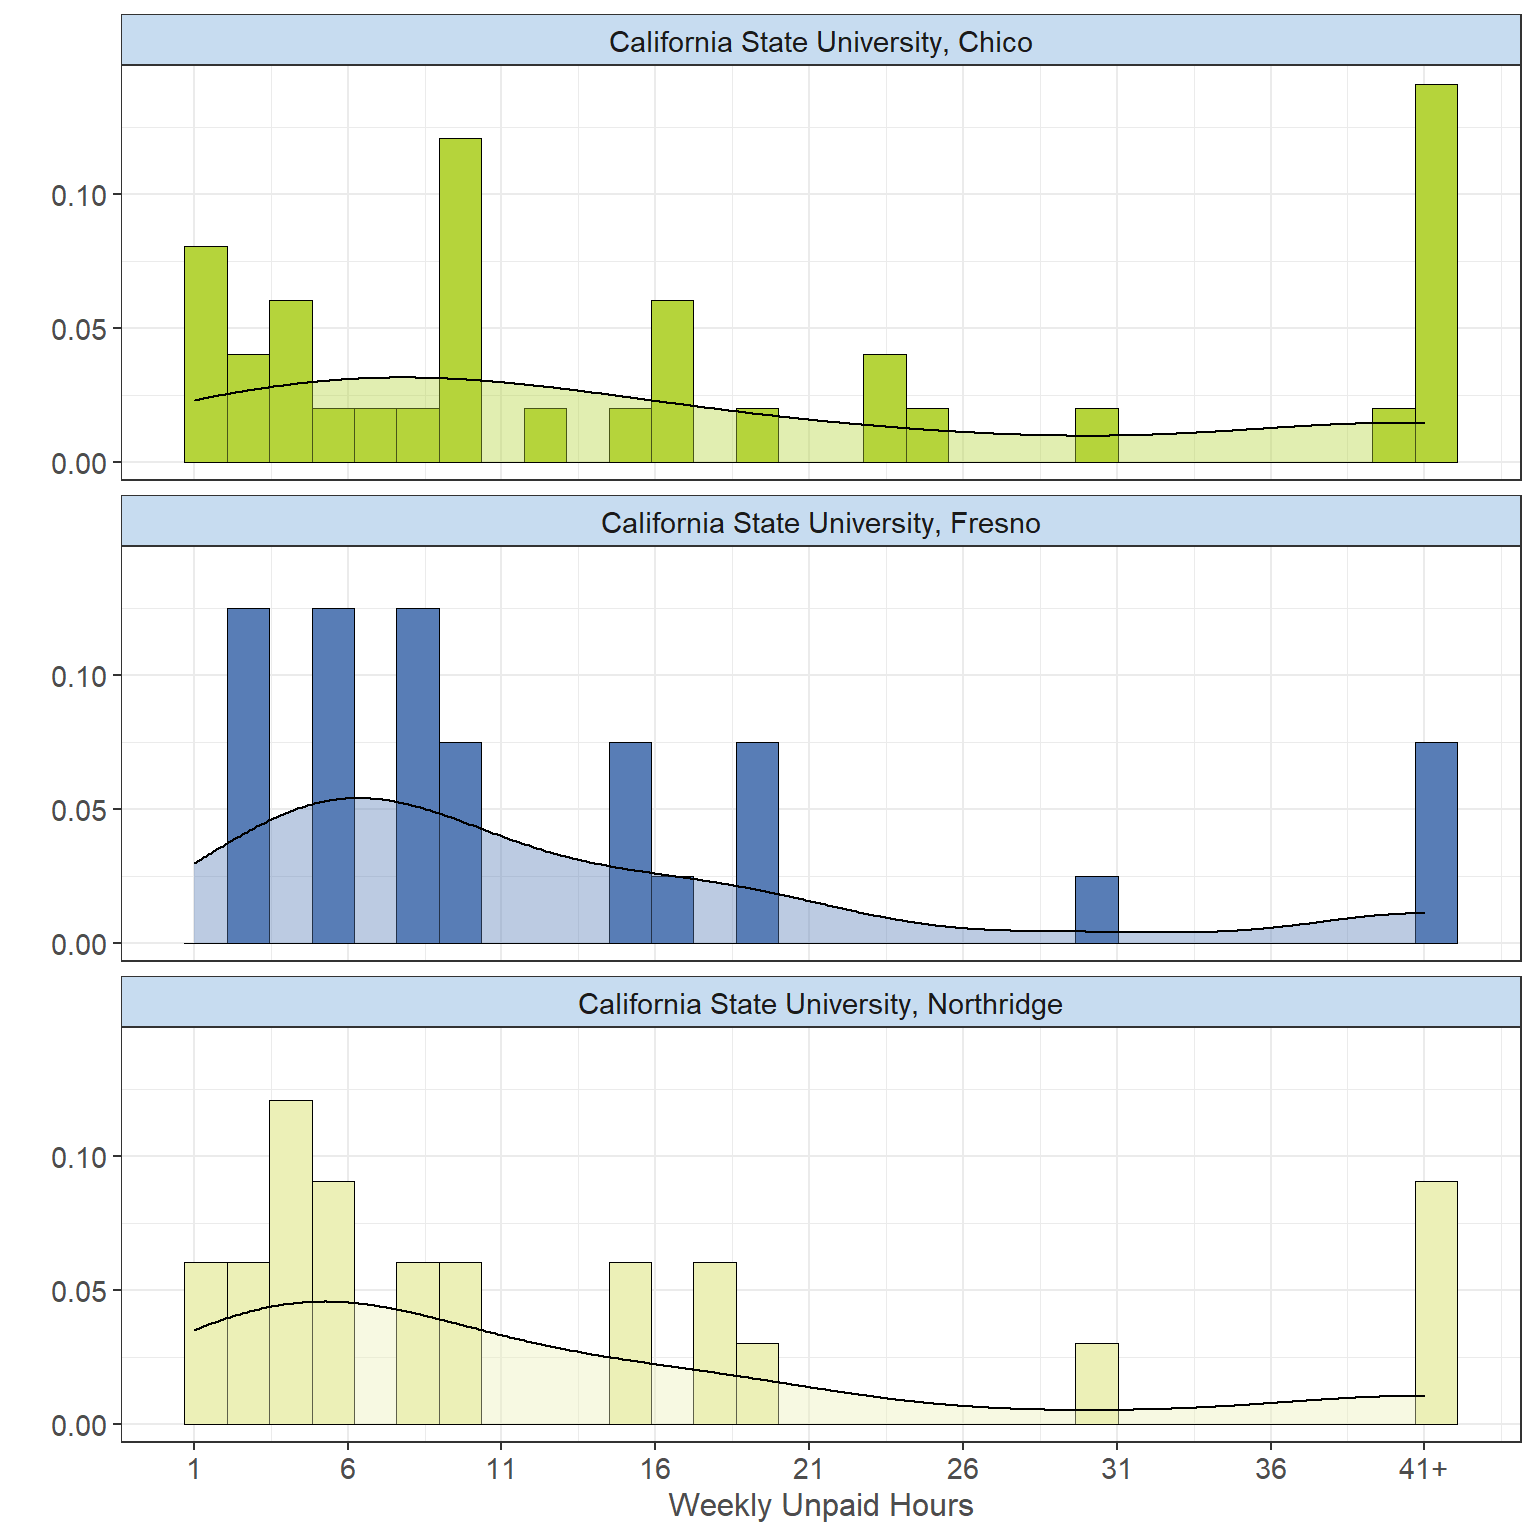 California State University, Chico
0.10
0.05
0.00
California State University, Fresno
0.10
0.05
0.00
California State University, Northridge
0.10
0.05
0.00
1 6 11 16 21 26 31 36 41+
Weekly Unpaid Hours